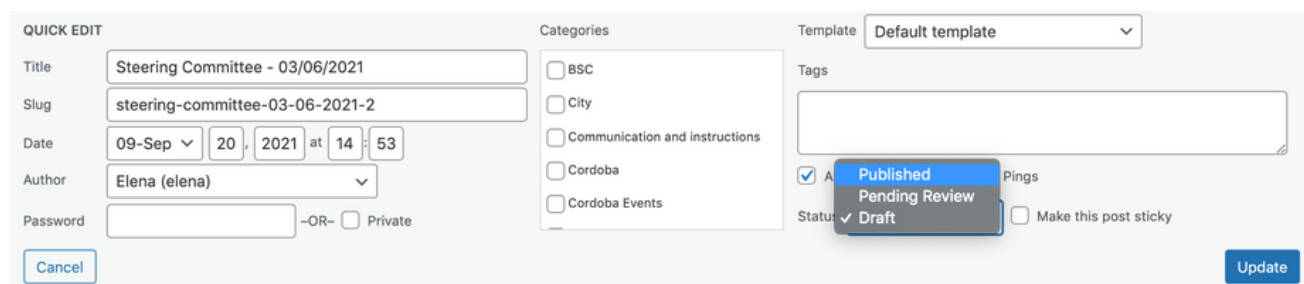 QUICK EDIT
Title Steering Committee - 03/06/2021
Slug steering-committee-03-06-2021-2
Date 09-Sep 20 , 2021 at 14 : 53
Author Elena (elena)
Password –OR– Private
Categories
BSC
City
Communication and instructions
Cordoba
Cordoba Events
Template Default template
Tags
A Pings
Published
Pending Review
✓ Draft
Status Make this post sticky
Cancel
Update